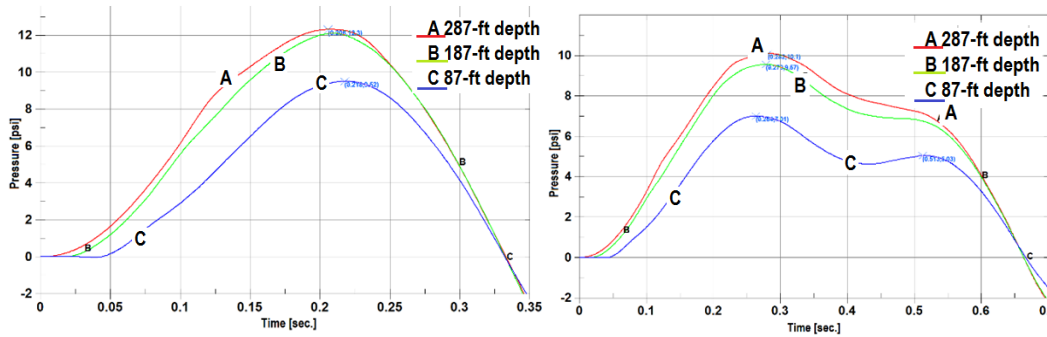 A 287-ft depth
B 187-ft depth
C 87-ft depth
Pressure [psi]
12
10
8
6
4
2
0
-2
A
B
C
B
C
B
C
0
0.05
0.1
0.15
0.2
0.25
0.3
0.35
Time [sec.]
A 287-ft depth
B 187-ft depth
C 87-ft depth
Pressure [psi]
10
8
6
4
2
0
-2
A
B
A
C
C
B
B
C
0
0.1
0.2
0.3
0.4
0.5
0.6
Time [sec.]